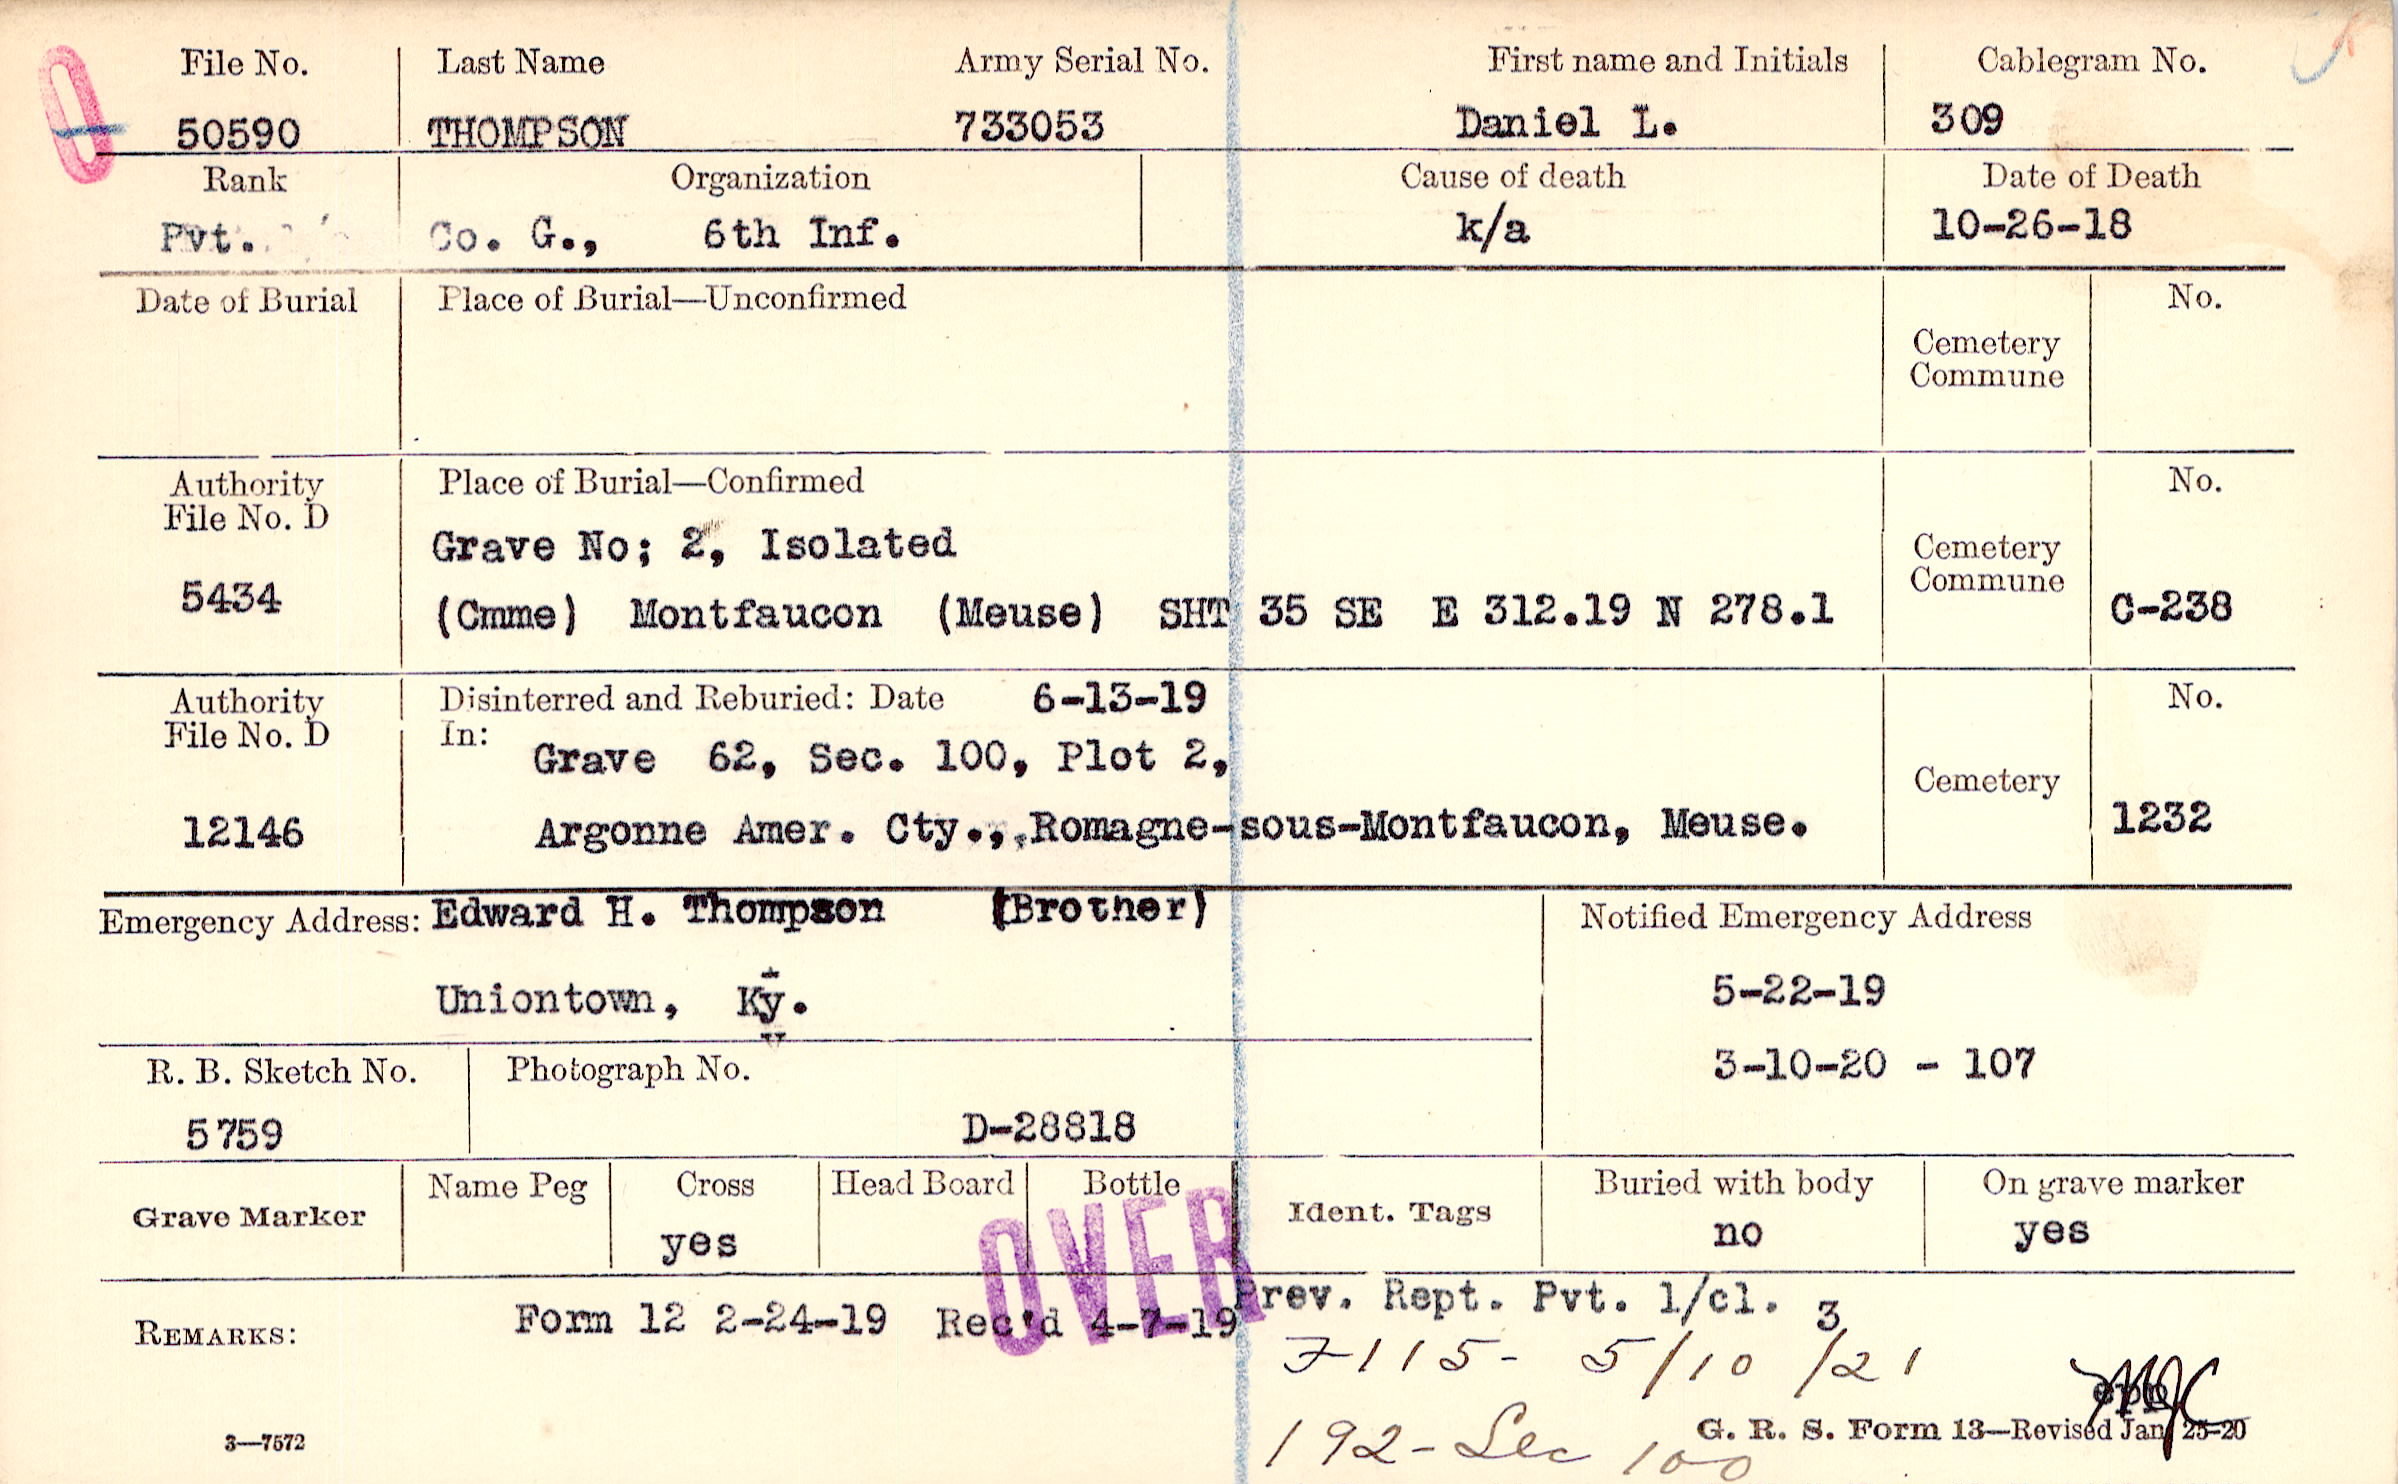 File No. Last Name Army Serial No. First name and Initials Cablegram No.
50590 THOMPSON 733053 Daniel L. 309
Rank Organization Cause of death Date of Death
Pvt. Co. G., 6th Inf. k/a 10-26-18
Date of Burial Place of Burial—Unconfirmed No.
Cemetery
Commune
Authority Place of Burial—Confirmed No.
File No. D
Grave No; 2, Isolated
Cemetery
Commune
5434 (Cmme) Montfaucon (Meuse) SHT 35 SE E 312.19 N 278.1 C-238
Authority Disinterred and Reburied: Date 6-13-19 No.
File No. D In:
Grave 62, Sec. 100, Plot 2,
Cemetery
12146 Argonne Amer. Cty., Romagne-sous-Montfaucon, Meuse. 1232
Emergency Address: Edward H. Thompson (Brother) Notified Emergency Address
Uniontown, Ky. 5-22-19
3-10-20 - 107
R. B. Sketch No. Photograph No.
5759 D-28818
Grave Marker Name Peg Cross Head Board Bottle Ident. Tags Buried with body On grave marker
yes no yes
OVER
REMARKS: Form 12 2-24-19 Rec'd 4-7-19 Prev. Rept. Pvt. 1/cl. 3
7115- 5/10/21
192-Sec 100
3—7572 G. R. S. Form 13—Revised Jan 25-20